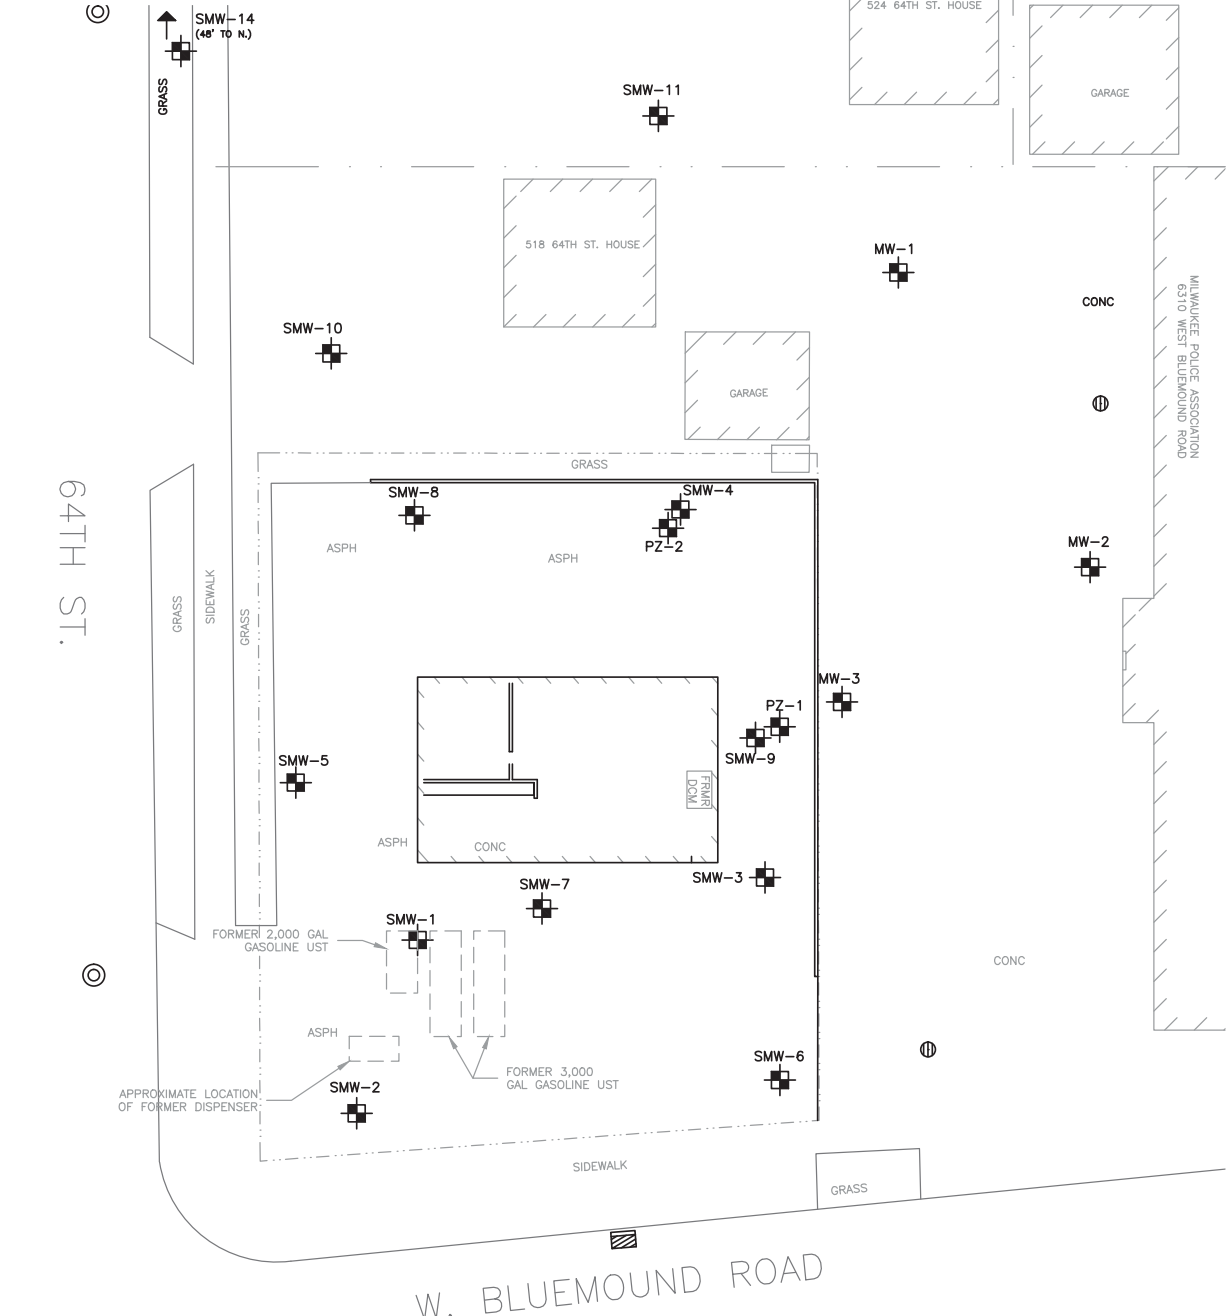 524 64TH ST. HOUSE
SMW-14
(48' TO N.)
GRASS
SMW-11
GARAGE
518 64TH ST. HOUSE
MW-1
MILWAUKEE POLICE ASSOCIATION
6310 WEST BLUEMOUND ROAD
CONC
SMW-10
GARAGE
GRASS
64TH ST.
SMW-8
SMW-4
PZ-2
ASPH
ASPH
MW-2
GRASS
SIDEWALK
GRASS
MW-3
PZ-1
SMW-9
SMW-5
FRMR
DCM
ASPH
CONC
SMW-3
SMW-7
SMW-1
FORMER 2,000 GAL
GASOLINE UST
CONC
ASPH
SMW-6
FORMER 3,000
GAL GASOLINE UST
SMW-2
APPROXIMATE LOCATION
OF FORMER DISPENSER
SIDEWALK
GRASS
W. BLUEMOUND ROAD